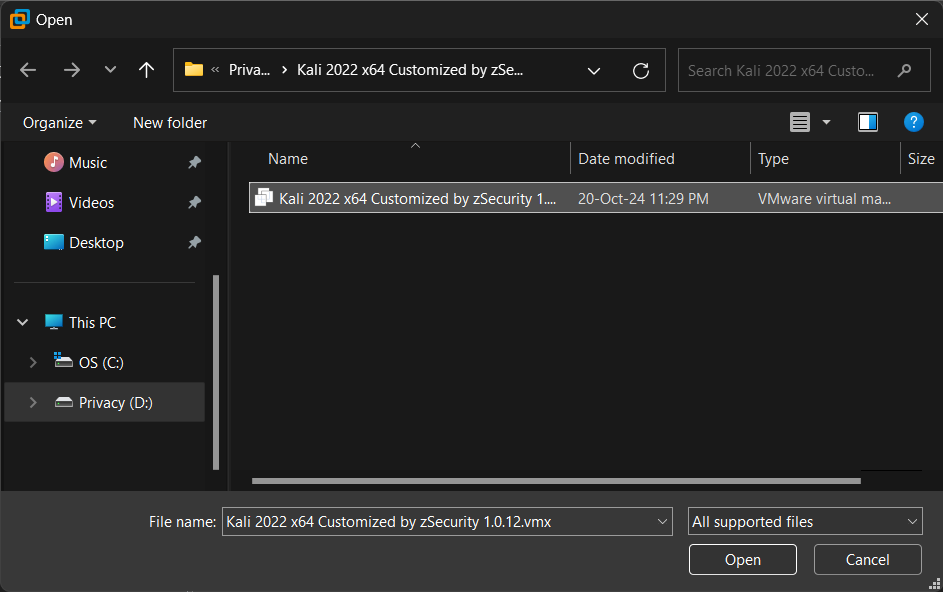 Open
« Priva... › Kali 2022 x64 Customized by zSe...
Search Kali 2022 x64 Custo...
Organize
New folder
Music
Videos
Desktop
This PC
OS (C:)
Privacy (D:)
Name Date modified Type Size
Kali 2022 x64 Customized by zSecurity 1.... 20-Oct-24 11:29 PM VMware virtual ma...
File name: Kali 2022 x64 Customized by zSecurity 1.0.12.vmx
All supported files
Open
Cancel